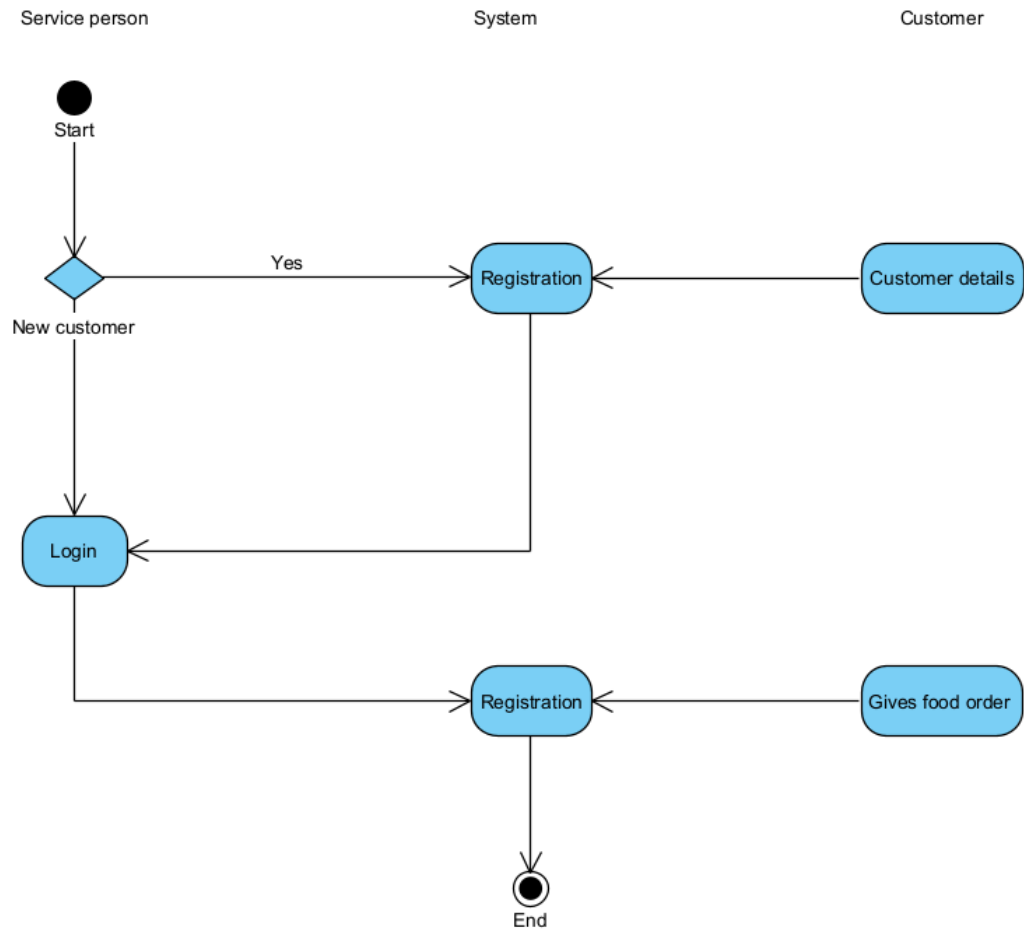 Service person
System
Customer
Start
Yes
Registration
Customer details
New customer
Login
Registration
Gives food order
End